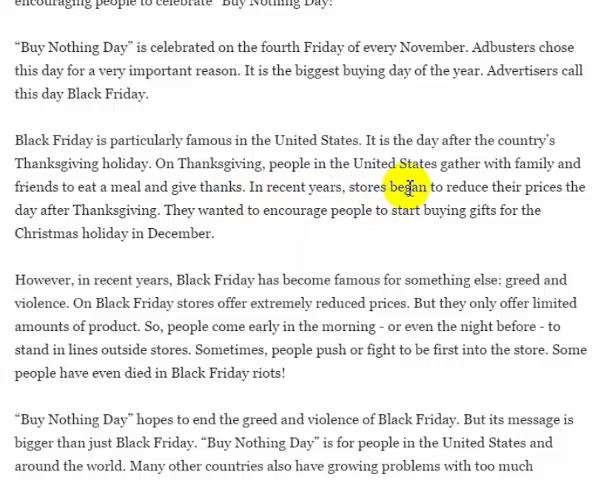 encouraging people to celebrate "Buy Nothing Day!"
“Buy Nothing Day” is celebrated on the fourth Friday of every November. Adbusters chose
this day for a very important reason. It is the biggest buying day of the year. Advertisers call
this day Black Friday.
Black Friday is particularly famous in the United States. It is the day after the country’s
Thanksgiving holiday. On Thanksgiving, people in the United States gather with family and
friends to eat a meal and give thanks. In recent years, stores began to reduce their prices the
day after Thanksgiving. They wanted to encourage people to start buying gifts for the
Christmas holiday in December.
However, in recent years, Black Friday has become famous for something else: greed and
violence. On Black Friday stores offer extremely reduced prices. But they only offer limited
amounts of product. So, people come early in the morning - or even the night before - to
stand in lines outside stores. Sometimes, people push or fight to be first into the store. Some
people have even died in Black Friday riots!
“Buy Nothing Day” hopes to end the greed and violence of Black Friday. But its message is
bigger than just Black Friday. “Buy Nothing Day” is for people in the United States and
around the world. Many other countries also have growing problems with too much